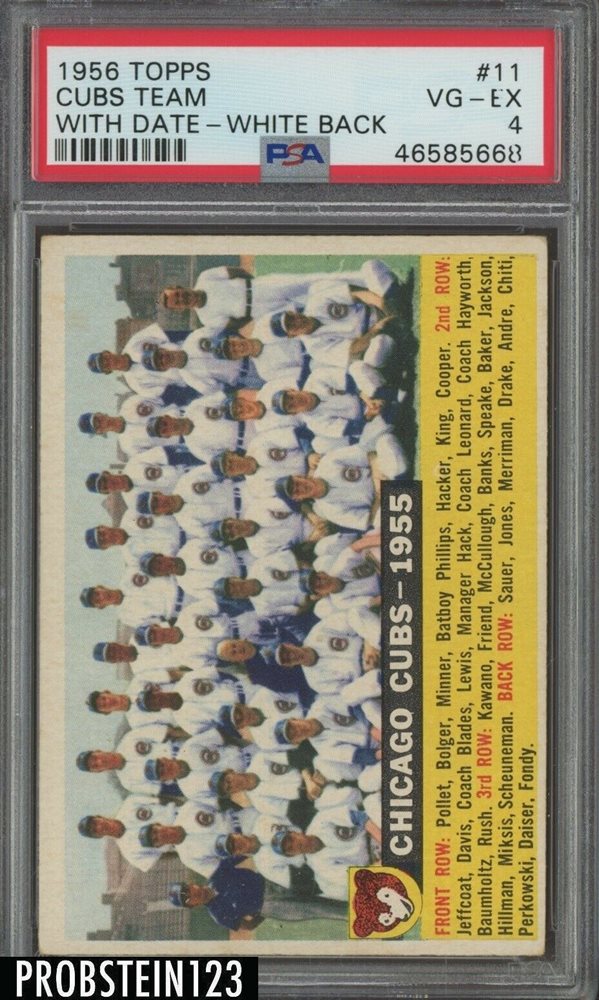 1956 TOPPS #11
CUBS TEAM VG-EX
WITH DATE-WHITE BACK 4
PSA 46585668
CHICAGO CUBS-1955
FRONT ROW: Pollet, Bolger, Minner, Batboy Phillips, Hacker, King, Cooper. 2nd ROW:
Jeffcoat, Davis, Coach Blades, Lewis, Manager Hack, Coach Leonard, Coach Hayworth,
Baumholtz, Rush. 3rd ROW: Kawano, Friend, McCullough, Banks, Speake, Baker, Jackson,
Hillman, Miksis, Scheuneman. BACK ROW: Sauer, Jones, Merriman, Drake, Andre, Chiti,
Perkowski, Daiser, Fondy.
PROBSTEIN123